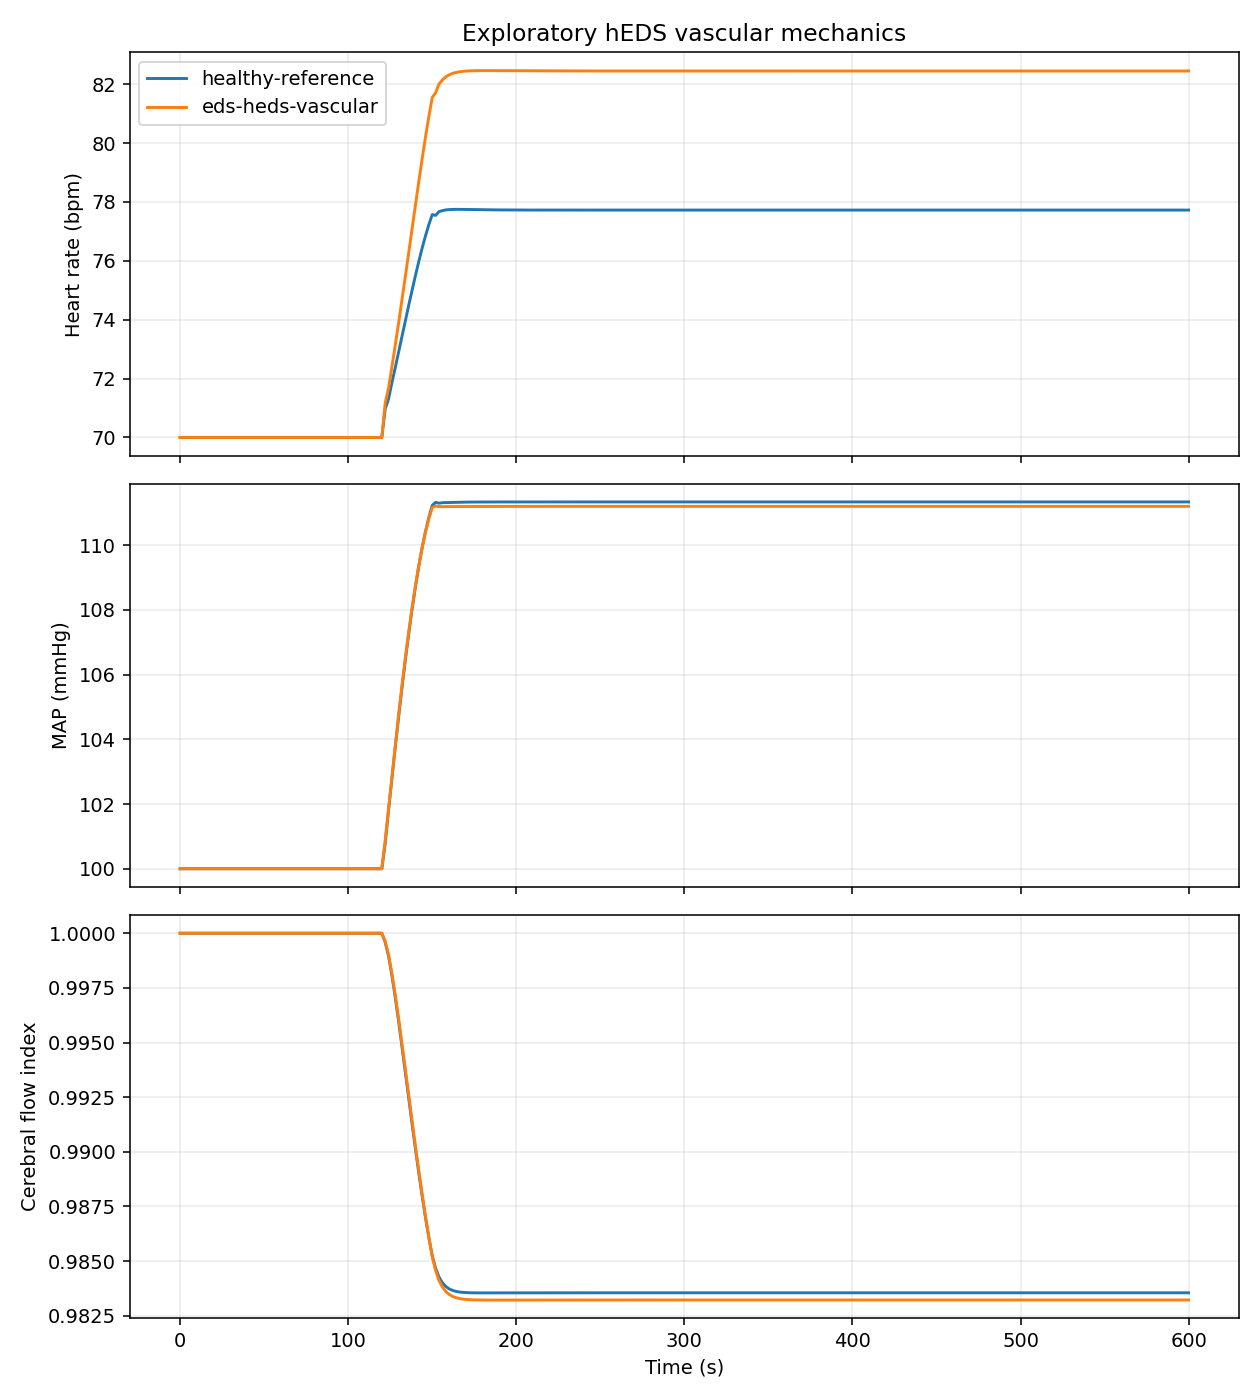 Exploratory hEDS vascular mechanics
healthy-reference
eds-heds-vascular
Heart rate (bpm)
82
80
78
76
74
72
70
MAP (mmHg)
110
108
106
104
102
100
Cerebral flow index
1.0000
0.9975
0.9950
0.9925
0.9900
0.9875
0.9850
0.9825
0 100 200 300 400 500 600
Time (s)